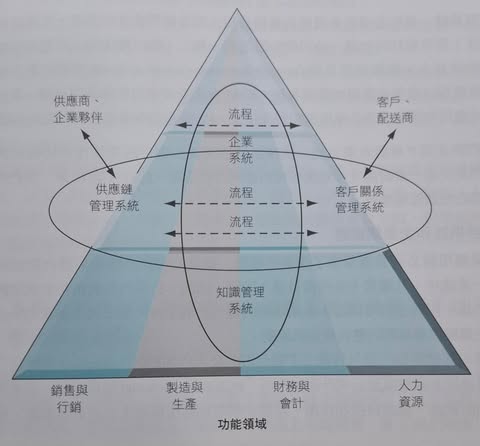 供應商、
企業夥伴
客戶、
配送商
流程
企業
系統
供應鏈
管理系統
流程
客戶關係
管理系統
流程
知識管理
系統
銷售與
行銷
製造與
生產
財務與
會計
人力
資源
功能領域